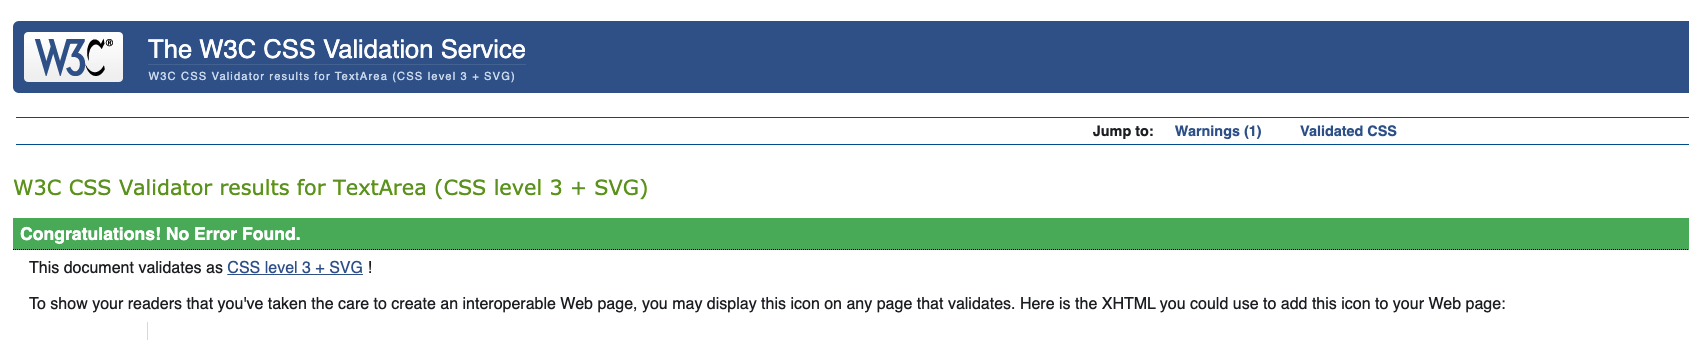 W3C®
The W3C CSS Validation Service
W3C CSS Validator results for TextArea (CSS level 3 + SVG)
Jump to: Warnings (1) Validated CSS
W3C CSS Validator results for TextArea (CSS level 3 + SVG)
Congratulations! No Error Found.
This document validates as CSS level 3 + SVG !
To show your readers that you've taken the care to create an interoperable Web page, you may display this icon on any page that validates. Here is the XHTML you could use to add this icon to your Web page: